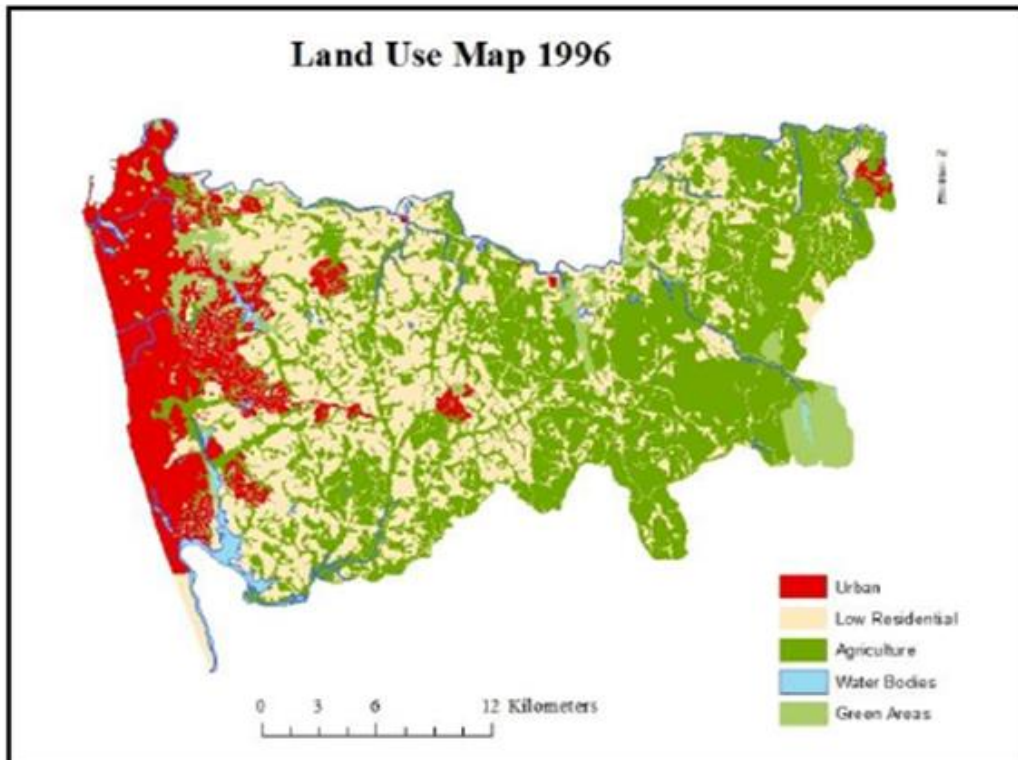 Land Use Map 1996
Urban
Low Residential
Agriculture
Water Bodies
Green Areas
0 3 6 12 Kilometers